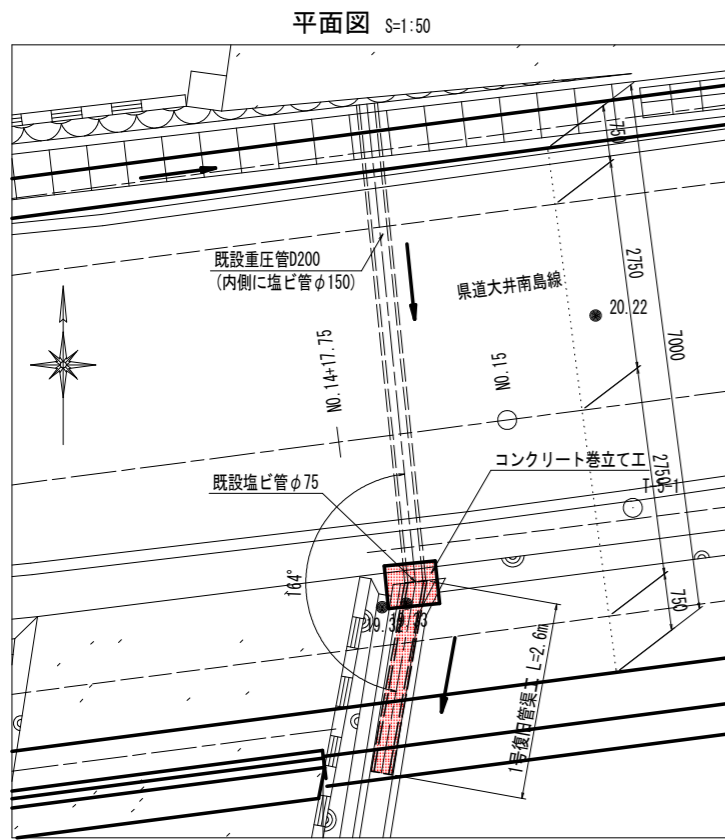 平面図 S=1:50
750
既設重圧管D200
(内側に塩ビ管φ150)
県道大井南島線
20.22
2750
7000
NO.14+17.75
NO.15
コンクリート巻立て工
既設塩ビ管φ75
2750
164°
750
1号復旧管渠工 L=2.6m